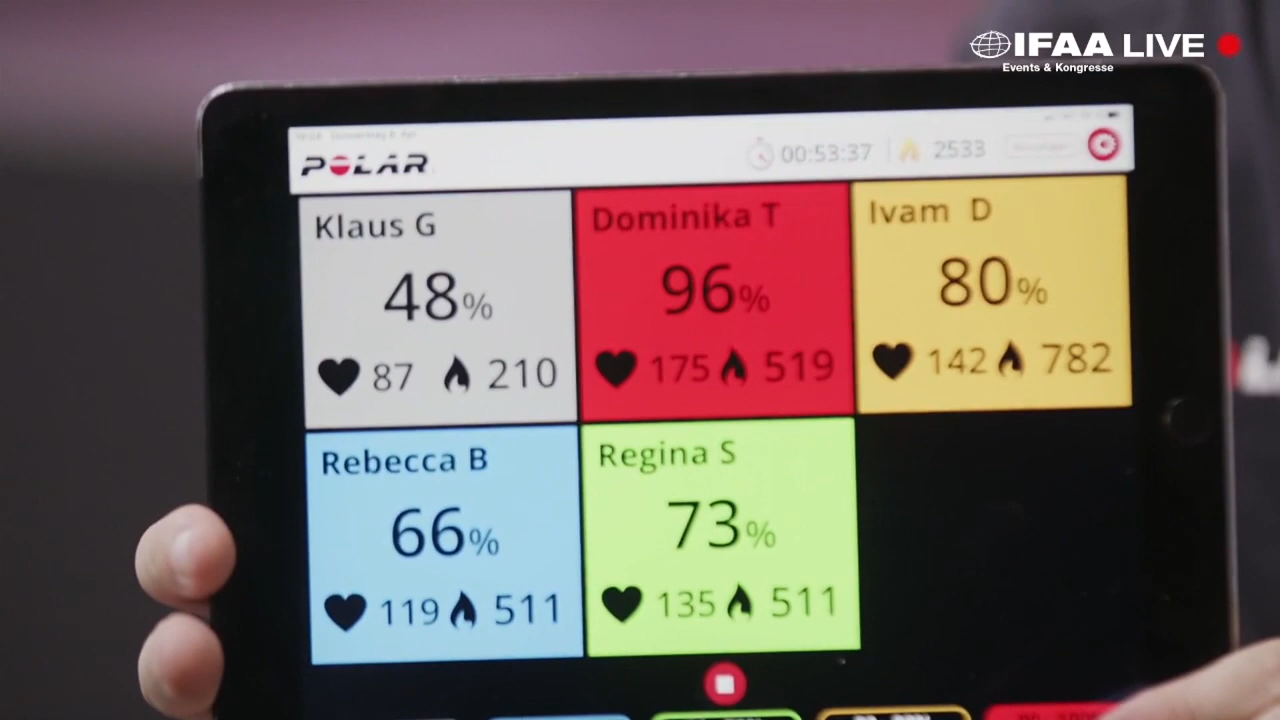 IFAA LIVE
Events & Kongresse
POLAR
00:53:37
2533
Klaus G
48%
87 210
Dominika T
96%
175 519
Ivam D
80%
142 782
Rebecca B
66%
119 511
Regina S
73%
135 511